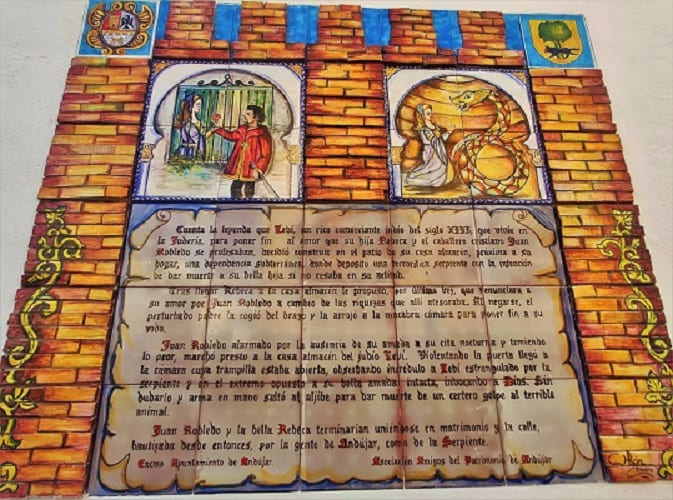 Cuenta la leyenda que Leví, un rico comerciante judío del siglo XIII, que vivía en
la Judería, para poner fin al amor que su hija Rebeca y el caballero cristiano Juan
Robledo se profesaban, decidió construir en el patio de su casa almacén, próxima a su
hogar, una dependencia subterránea, donde depositó una terrorífica serpiente con la intención
de dar muerte a su bella hija si no cesaba en su actitud.
Tras llegar Rebeca a la casa almacén le propuso, por última vez, que renunciara a
su amor por Juan Robledo a cambio de las riquezas que allí atesoraba. Al negarse, el
perturbado padre la cogió del brazo y la arrojó a la macabra cámara para poner fin a su
vida.
Juan Robledo alarmado por la ausencia de su amada a su cita nocturna y temiendo
lo peor, marchó presto a la casa almacén del judío Leví. Violentando la puerta llegó a
la cámara cuya trampilla estaba abierta, observando incrédulo a Leví estrangulado por la
serpiente y en el extremo opuesto a su bella amada, intacta, invocando a Dios. Sin
dudarlo y arma en mano saltó al aljibe para dar muerte de un certero golpe al terrible
animal.
Juan Robledo y la bella Rebeca terminarían uniéndose en matrimonio y la calle,
bautizada desde entonces, por la gente de Andújar, como de la Serpiente.
Excmo Ayuntamiento de Andújar. Asociación Amigos del Patrimonio de Andújar